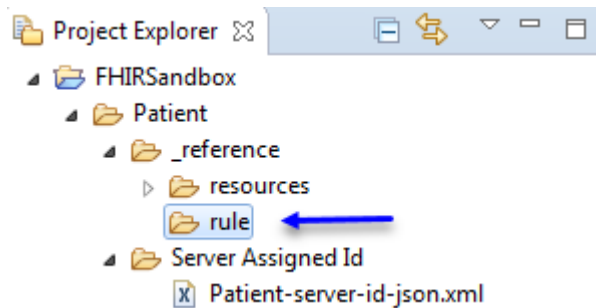 Project Explorer
FHIRSandbox
Patient
_reference
resources
rule
Server Assigned Id
Patient-server-id-json.xml